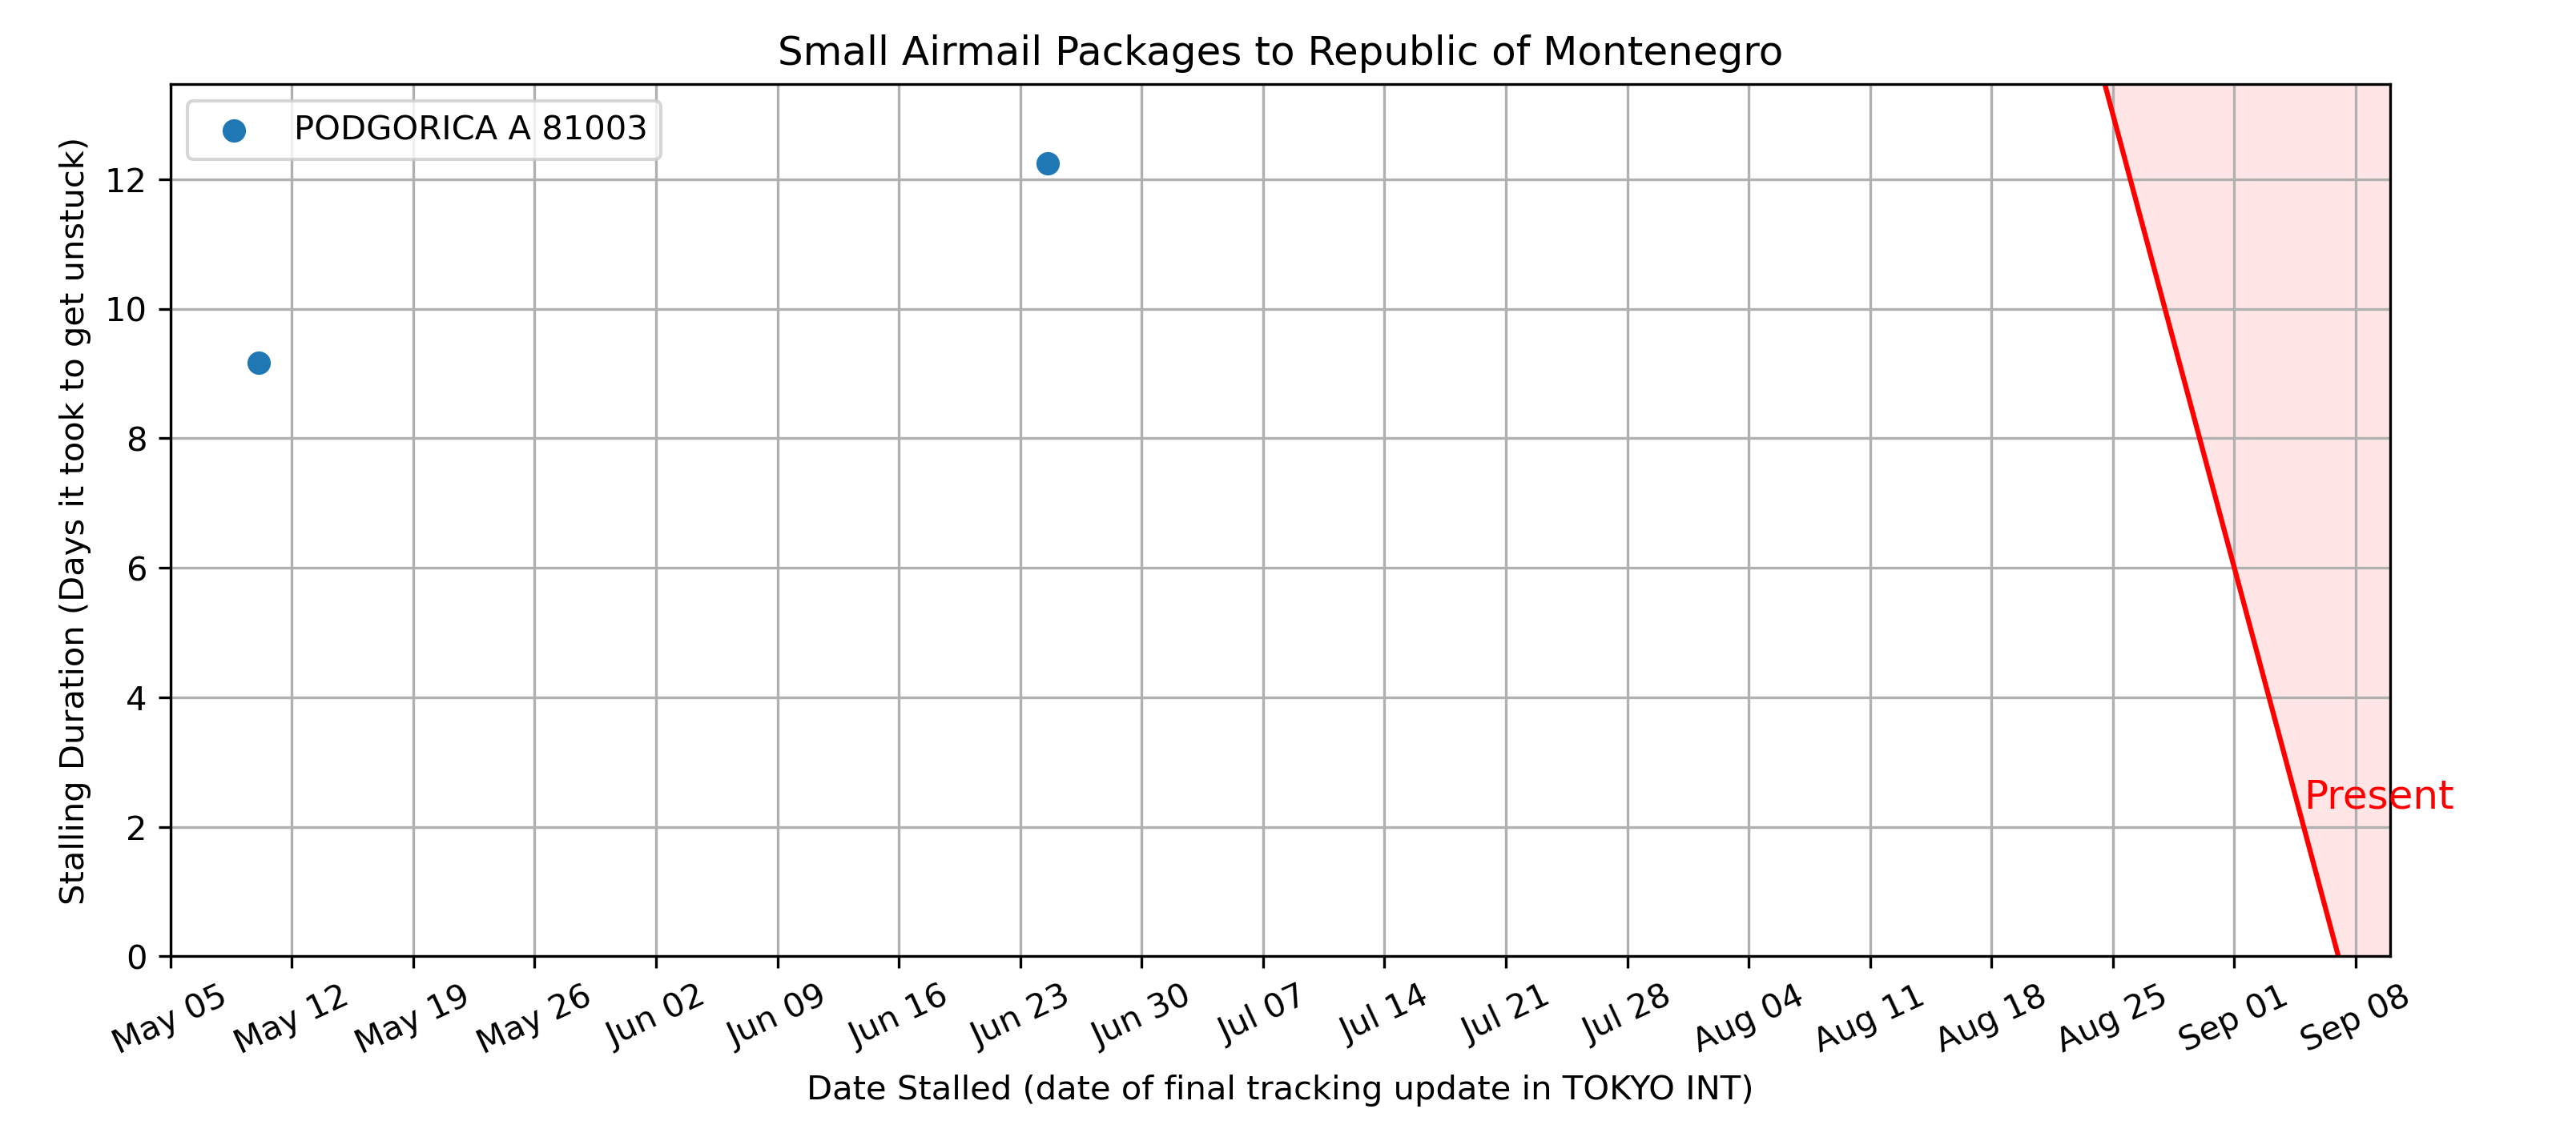 Small Airmail Packages to Republic of Montenegro
PODGORICA A 81003
Stalling Duration (Days it took to get unstuck)
12
10
8
6
4
2
0
Present
May 05
May 12
May 19
May 26
Jun 02
Jun 09
Jun 16
Jun 23
Jun 30
Jul 07
Jul 14
Jul 21
Jul 28
Aug 04
Aug 11
Aug 18
Aug 25
Sep 01
Sep 08
Date Stalled (date of final tracking update in TOKYO INT)